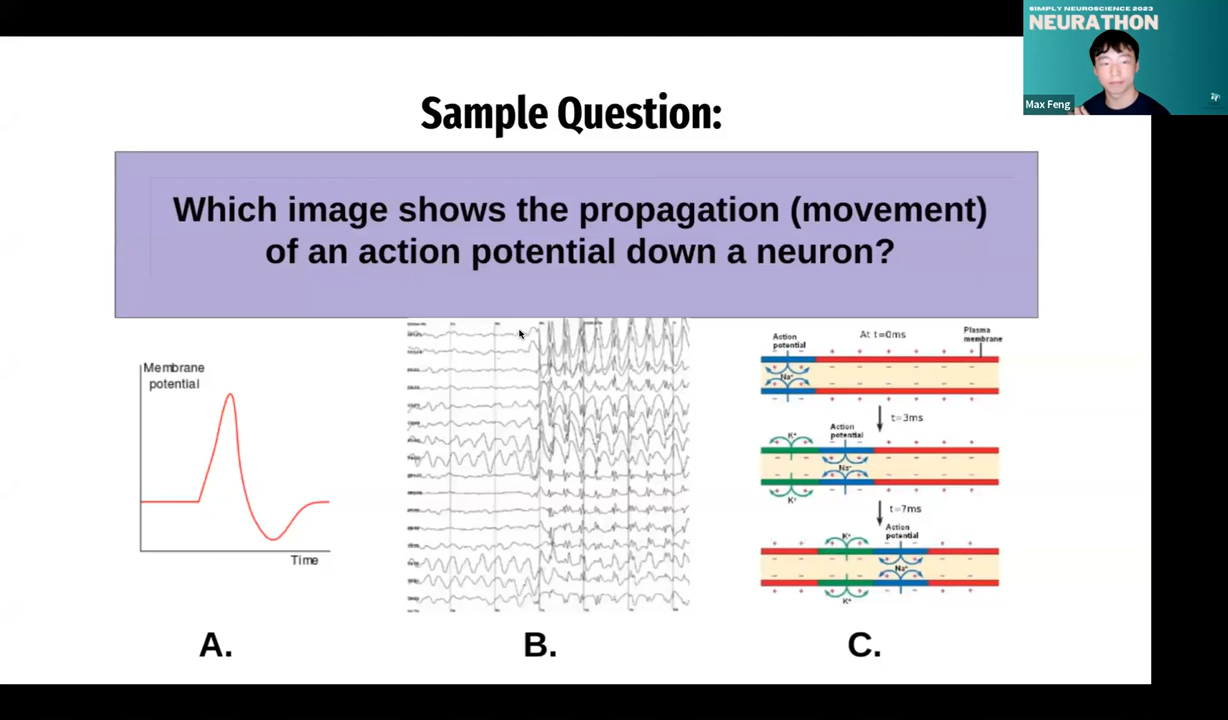 SIMPLY NEUROSCIENCE 2023
NEURATHON
Max Feng
Sample Question:
Which image shows the propagation (movement)
of an action potential down a neuron?
Membrane
potential
Time
A.
B.
Action
potential
At t=0ms
Plasma
membrane
Na⁺
t=3ms
K⁺
Action
potential
Na⁺
K⁺
t=7ms
K⁺
Action
potential
Na⁺
K⁺
C.